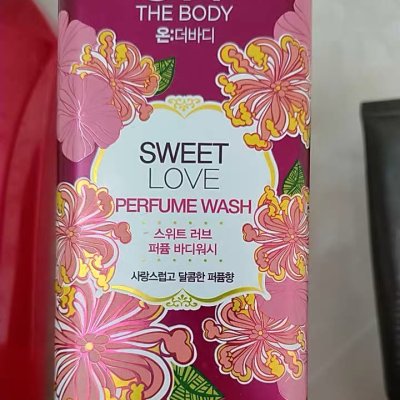 THE BODY
온:더바디
SWEET
LOVE
PERFUME WASH
스위트 러브
퍼퓸 바디워시
사랑스럽고 달콤한 퍼퓸향